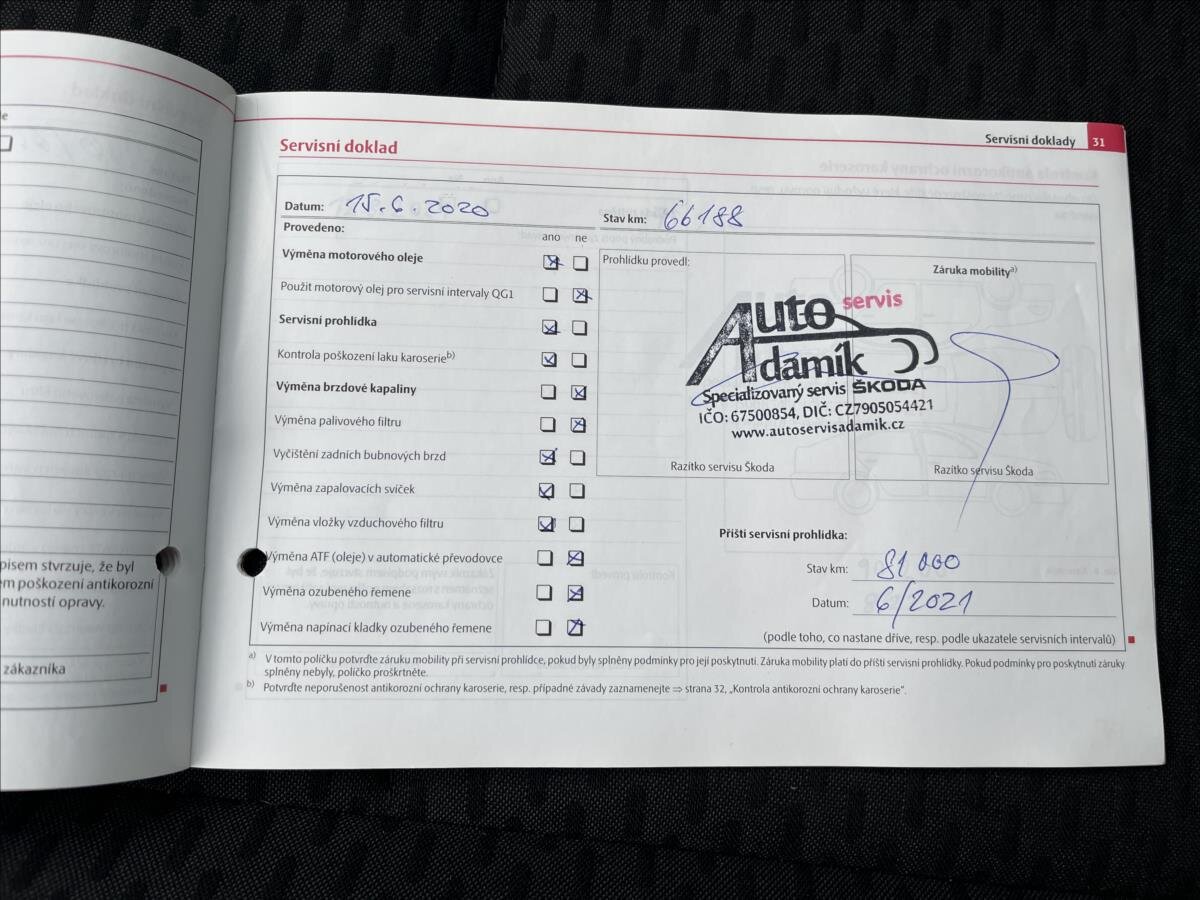 Servisní doklady 31
Servisní doklad
Datum: 15.6.2020
Stav km: 66188
Provedeno:
ano ne
Výměna motorového oleje
Použit motorový olej pro servisní intervaly QG1
Servisní prohlídka
Kontrola poškození laku karoserie b)
Výměna brzdové kapaliny
Výměna palivového filtru
Vyčištění zadních bubnových brzd
Výměna zapalovacích svíček
Výměna vložky vzduchového filtru
Výměna ATF (oleje) v automatické převodovce
Výměna ozubeného řemene
Výměna napínací kladky ozubeného řemene
Prohlídku provedl:
Záruka mobility a)
Auto servis
Adamík
Specializovaný servis ŠKODA
IČO: 67500854, DIČ: CZ7905054421
www.autoservisadamik.cz
Razítko servisu Škoda
Razítko servisu Škoda
Příští servisní prohlídka:
Stav km: 81 000
Datum: 6/2021
(podle toho, co nastane dříve, resp. podle ukazatele servisních intervalů)
a) V tomto políčku potvrďte záruku mobility při servisní prohlídce, pokud byly splněny podmínky pro její poskytnutí. Záruka mobility platí do příští servisní prohlídky. Pokud podmínky pro poskytnutí záruky
splněny nebyly, políčko proškrtněte.
b) Potvrďte neporušenost antikorozní ochrany karoserie, resp. případné závady zaznamenejte ⇒ strana 32, „Kontrola antikorozní ochrany karoserie“.
pisem stvrzuje, že byl
m poškození antikorozní
nutností opravy.
zákazníka